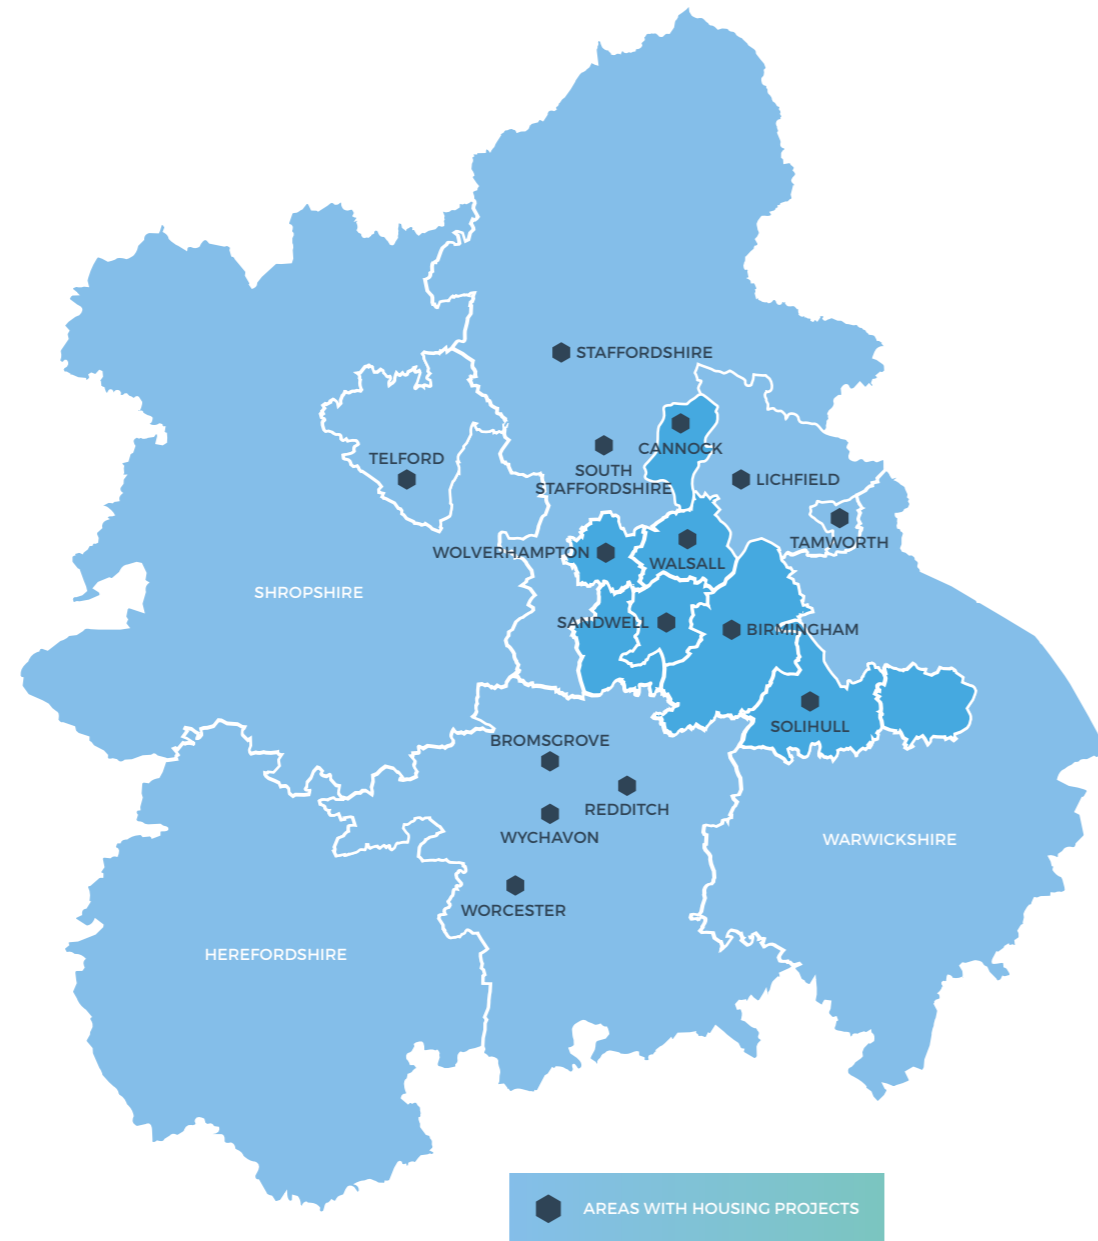 STAFFORDSHIRE
CANNOCK
SOUTH
STAFFORDSHIRE
TELFORD
LICHFIELD
TAMWORTH
WOLVERHAMPTON
WALSALL
SHROPSHIRE
SANDWELL
BIRMINGHAM
SOLIHULL
BROMSGROVE
REDDITCH
WYCHAVON
WARWICKSHIRE
WORCESTER
HEREFORDSHIRE
AREAS WITH HOUSING PROJECTS